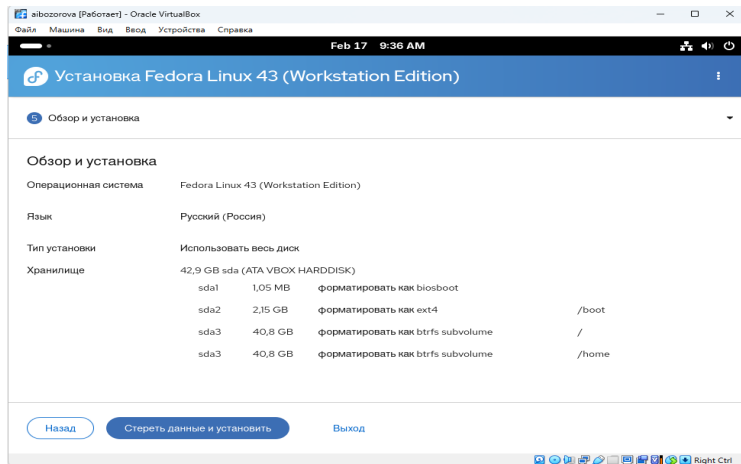 aibozorova [Работает] - Oracle VirtualBox
Файл Машина Вид Ввод Устройства Справка
Feb 17 9:36 AM
Установка Fedora Linux 43 (Workstation Edition)
5 Обзор и установка
Обзор и установка
Операционная система Fedora Linux 43 (Workstation Edition)
Язык Русский (Россия)
Тип установки Использовать весь диск
Хранилище 42,9 GB sda (ATA VBOX HARDDISK)
sda1 1,05 MB форматировать как biosboot
sda2 2,15 GB форматировать как ext4 /boot
sda3 40,8 GB форматировать как btrfs subvolume /
sda3 40,8 GB форматировать как btrfs subvolume /home
Назад Стереть данные и установить Выход
Right Ctrl